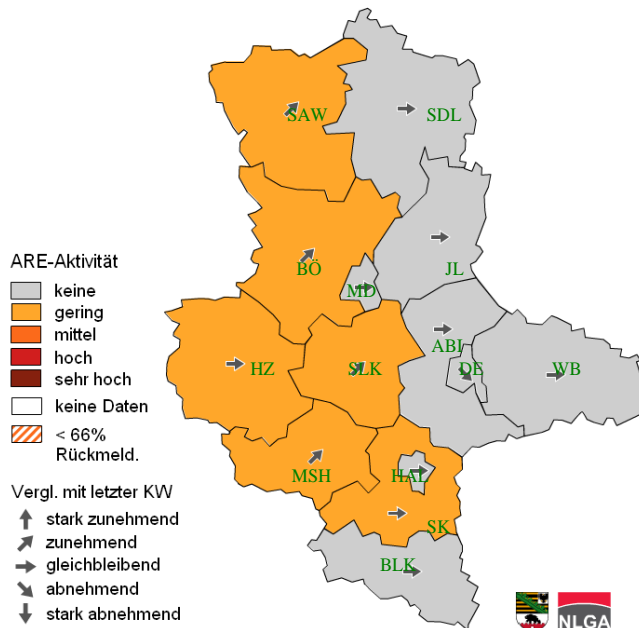 SAW
SDL
BÖ
JL
MD
ARE-Aktivität
keine
gering
mittel
hoch
sehr hoch
keine Daten
< 66%
Rückmeld.
HZ
SLK
ABI
DE
WB
MSH
HAL
SK
BLK
Vergl. mit letzter KW
stark zunehmend
zunehmend
gleichbleibend
abnehmend
stark abnehmend
NLGA